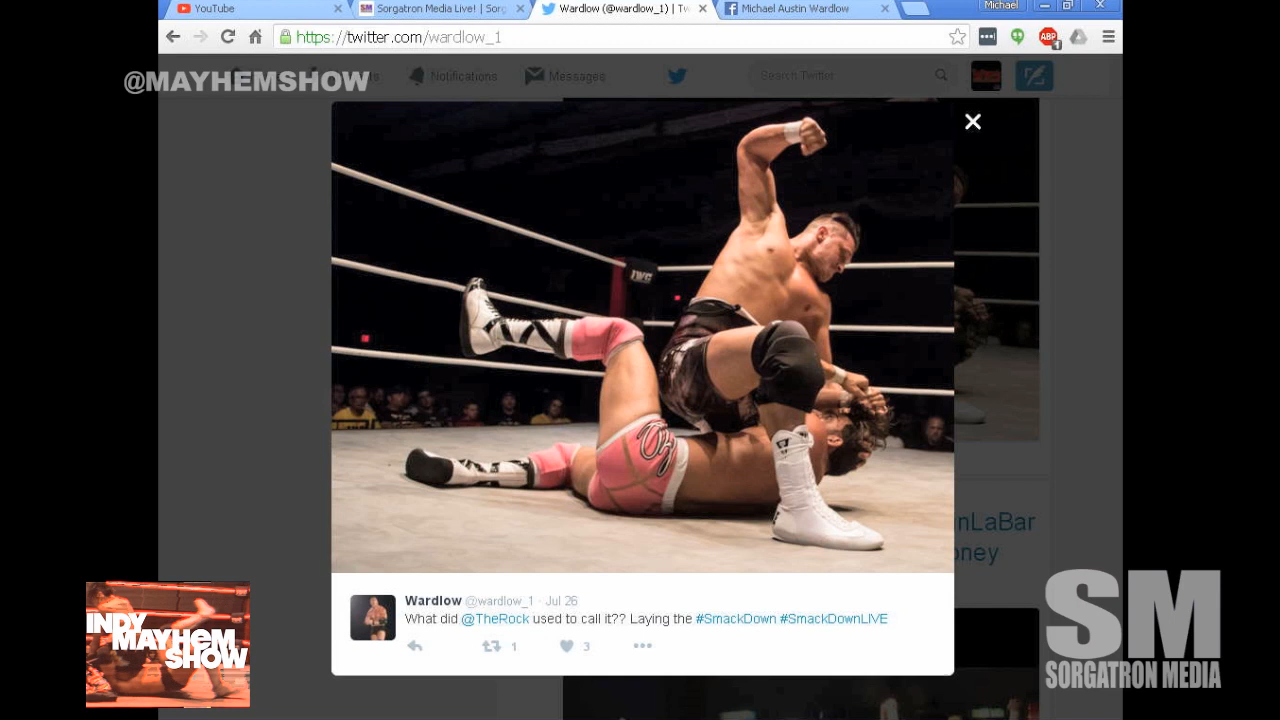 YouTube
Sorgatron Media Live! | Sorg
Wardlow (@wardlow_1) | Tw
Michael Austin Wardlow
Michael
https://twitter.com/wardlow_1
ABP
1
@MAYHEMSHOW
Notifications
Messages
Search Twitter
IWC
nLaBar
oney
Wardlow @wardlow_1 · Jul 26
What did @TheRock used to call it?? Laying the #SmackDown #SmackDownLIVE
1
3
INDY
MAYHEM
SHOW
SM
SORGATRON MEDIA